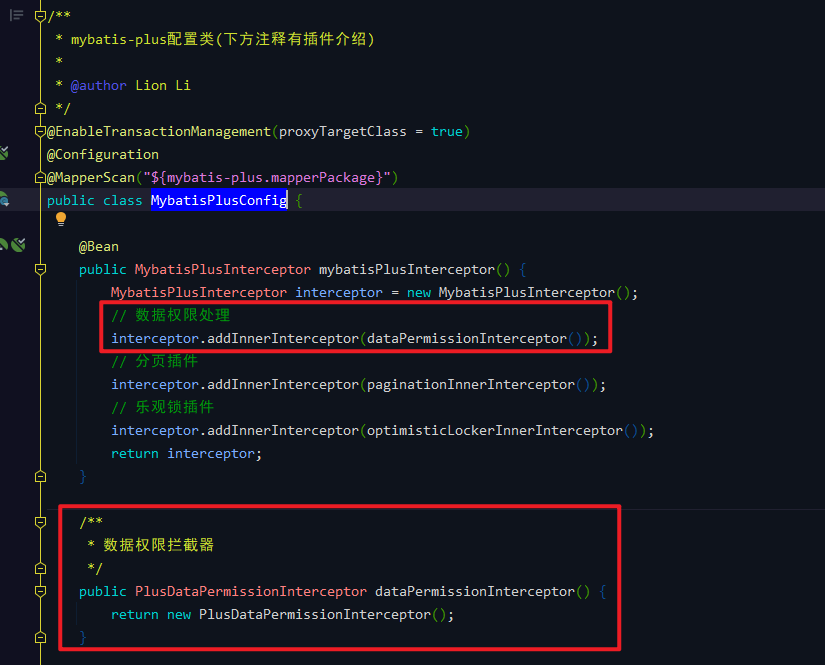 /**
 * mybatis-plus配置类(下方注释有插件介绍)
 *
 * @author Lion Li
 */
@EnableTransactionManagement(proxyTargetClass = true)
@Configuration
@MapperScan("${mybatis-plus.mapperPackage}")
public class MybatisPlusConfig {
    @Bean
    public MybatisPlusInterceptor mybatisPlusInterceptor() {
        MybatisPlusInterceptor interceptor = new MybatisPlusInterceptor();
        // 数据权限处理
        interceptor.addInnerInterceptor(dataPermissionInterceptor());
        // 分页插件
        interceptor.addInnerInterceptor(paginationInnerInterceptor());
        // 乐观锁插件
        interceptor.addInnerInterceptor(optimisticLockerInnerInterceptor());
        return interceptor;
    }
    /**
     * 数据权限拦截器
     */
    public PlusDataPermissionInterceptor dataPermissionInterceptor() {
        return new PlusDataPermissionInterceptor();
    }